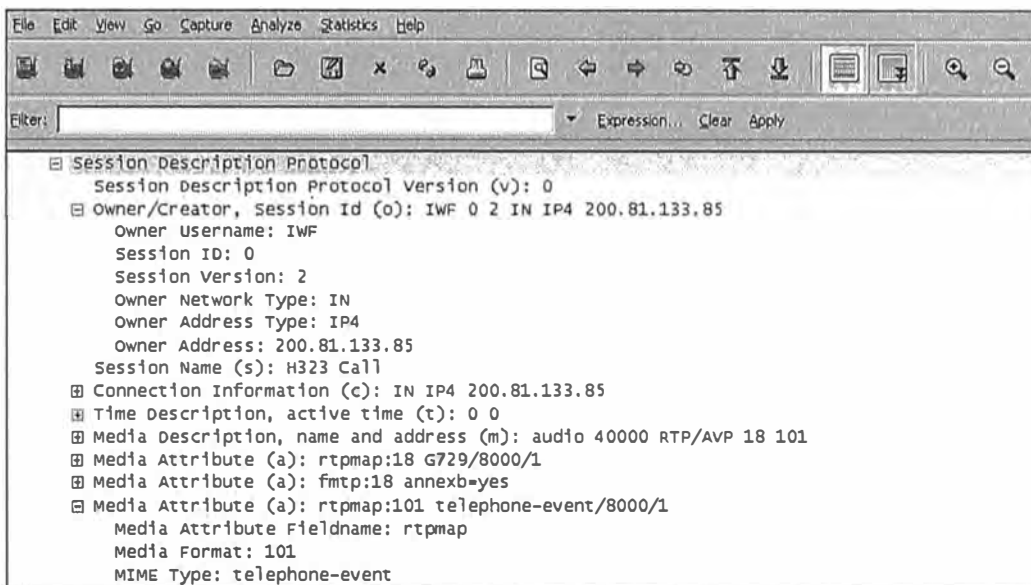 File Edit View Go Capture Analyze Statistics Help
Filter: Expression... Clear Apply
Session Description Protocol
Session Description Protocol Version (v): 0
Owner/Creator, Session Id (o): IWF 0 2 IN IP4 200.81.133.85
Owner Username: IWF
Session ID: 0
Session Version: 2
Owner Network Type: IN
Owner Address Type: IP4
Owner Address: 200.81.133.85
Session Name (s): H323 Call
Connection Information (c): IN IP4 200.81.133.85
Time Description, active time (t): 0 0
Media Description, name and address (m): audio 40000 RTP/AVP 18 101
Media Attribute (a): rtpmap:18 G729/8000/1
Media Attribute (a): fmtp:18 annexb=yes
Media Attribute (a): rtpmap:101 telephone-event/8000/1
Media Attribute Fieldname: rtpmap
Media Format: 101
MIME Type: telephone-event